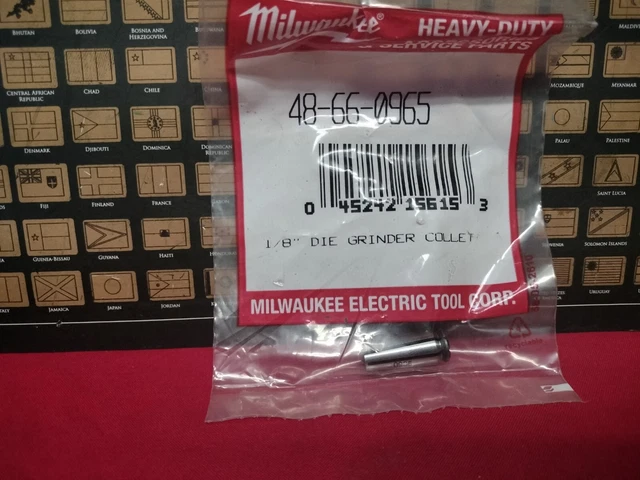 Milwaukee
HEAVY-DUTY
& SERVICE PARTS
48-66-0965
0 45242 15615 3
1/8" DIE GRINDER COLLET
MILWAUKEE ELECTRIC TOOL CORP.
BHUTAN
BOLIVIA
BOSNIA AND
HERZEGOVINA
CENTRAL AFRICAN
REPUBLIC
CHAD
CHILE
DENMARK
DJIBOUTI
DOMINICA
FIJI
FINLAND
FRANCE
GUINEA-BISSAU
GUYANA
HAITI
JAMAICA
JAPAN
JORDAN
MOZAMBIQUE
MYANMAR
PALAU
PALESTINE
SAINT LUCIA
SOLOMON ISLANDS
URUGUAY